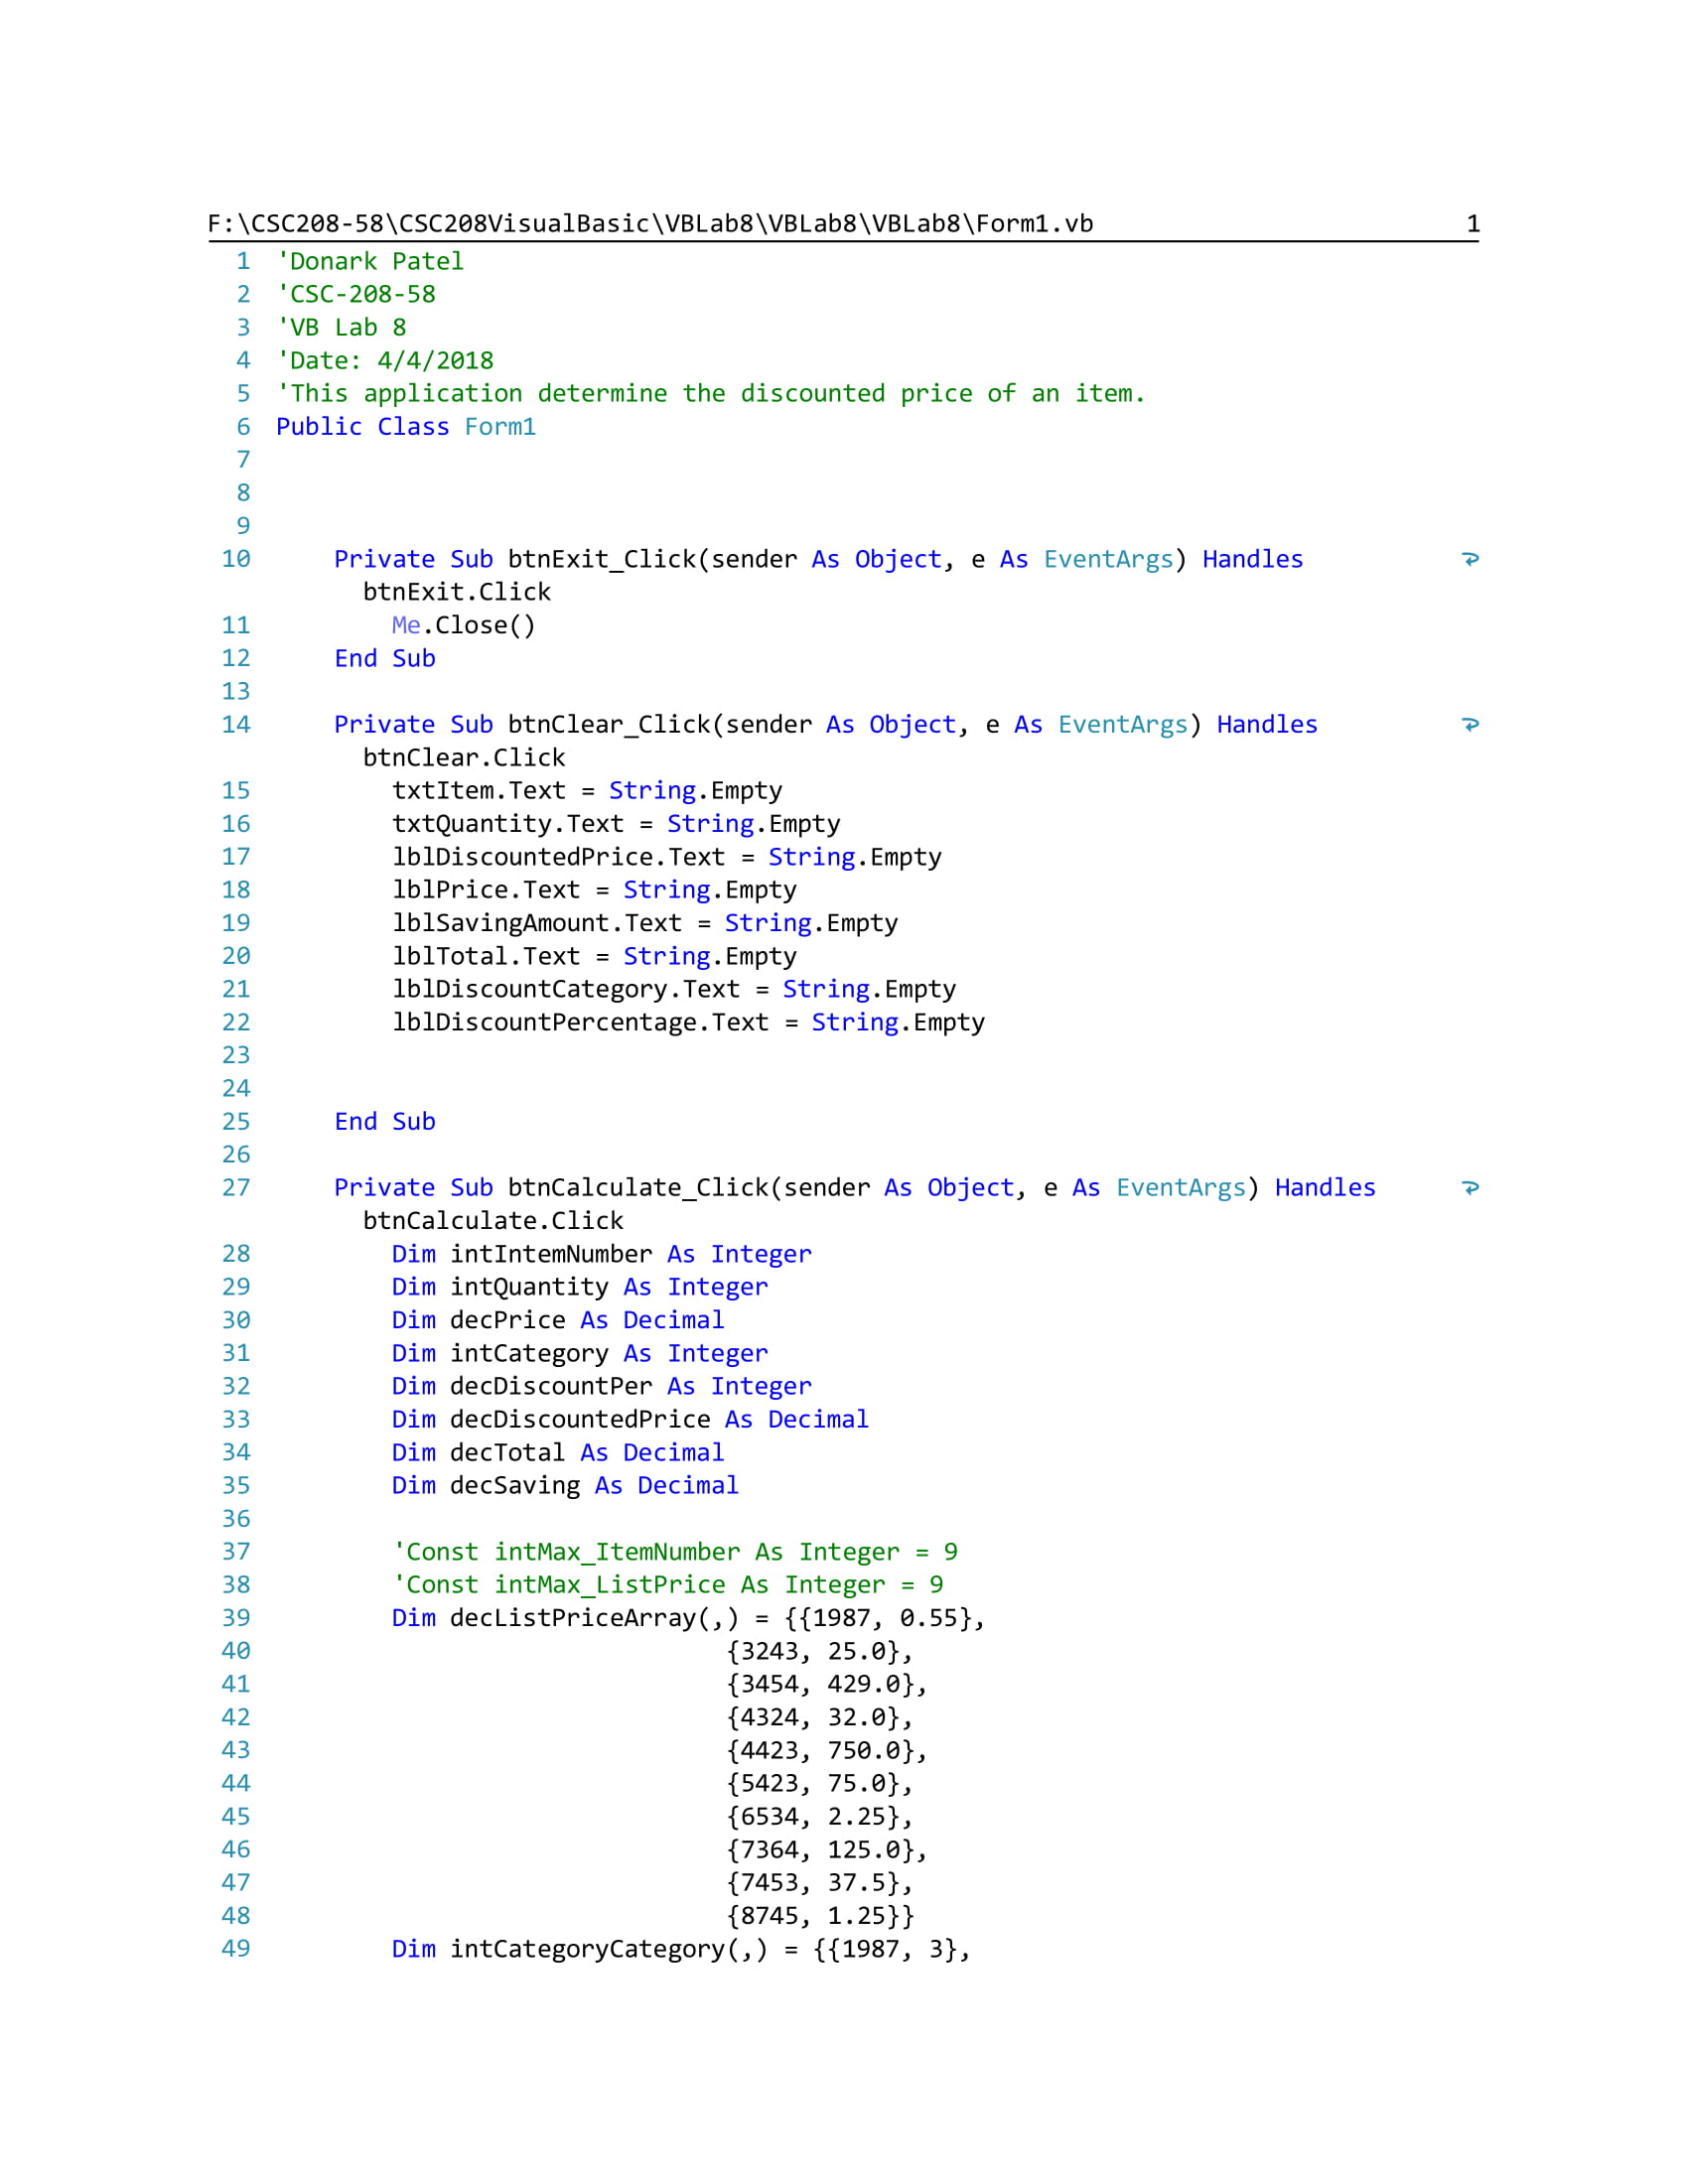 F:\CSC208-58\CSC208VisualBasic\VBLab8\VBLab8\VBLab8\Form1.vb 1
1 'Donark Patel
2 'CSC-208-58
3 'VB Lab 8
4 'Date: 4/4/2018
5 'This application determine the discounted price of an item.
6 Public Class Form1
7
8
9
10 Private Sub btnExit_Click(sender As Object, e As EventArgs) Handles
btnExit.Click
11 Me.Close()
12 End Sub
13
14 Private Sub btnClear_Click(sender As Object, e As EventArgs) Handles
btnClear.Click
15 txtItem.Text = String.Empty
16 txtQuantity.Text = String.Empty
17 lblDiscountedPrice.Text = String.Empty
18 lblPrice.Text = String.Empty
19 lblSavingAmount.Text = String.Empty
20 lblTotal.Text = String.Empty
21 lblDiscountCategory.Text = String.Empty
22 lblDiscountPercentage.Text = String.Empty
23
24
25 End Sub
26
27 Private Sub btnCalculate_Click(sender As Object, e As EventArgs) Handles
btnCalculate.Click
28 Dim intIntemNumber As Integer
29 Dim intQuantity As Integer
30 Dim decPrice As Decimal
31 Dim intCategory As Integer
32 Dim decDiscountPer As Integer
33 Dim decDiscountedPrice As Decimal
34 Dim decTotal As Decimal
35 Dim decSaving As Decimal
36
37 'Const intMax_ItemNumber As Integer = 9
38 'Const intMax_ListPrice As Integer = 9
39 Dim decListPriceArray(,) = {{1987, 0.55},
40 {3243, 25.0},
41 {3454, 429.0},
42 {4324, 32.0},
43 {4423, 750.0},
44 {5423, 75.0},
45 {6534, 2.25},
46 {7364, 125.0},
47 {7453, 37.5},
48 {8745, 1.25}}
49 Dim intCategoryCategory(,) = {{1987, 3},